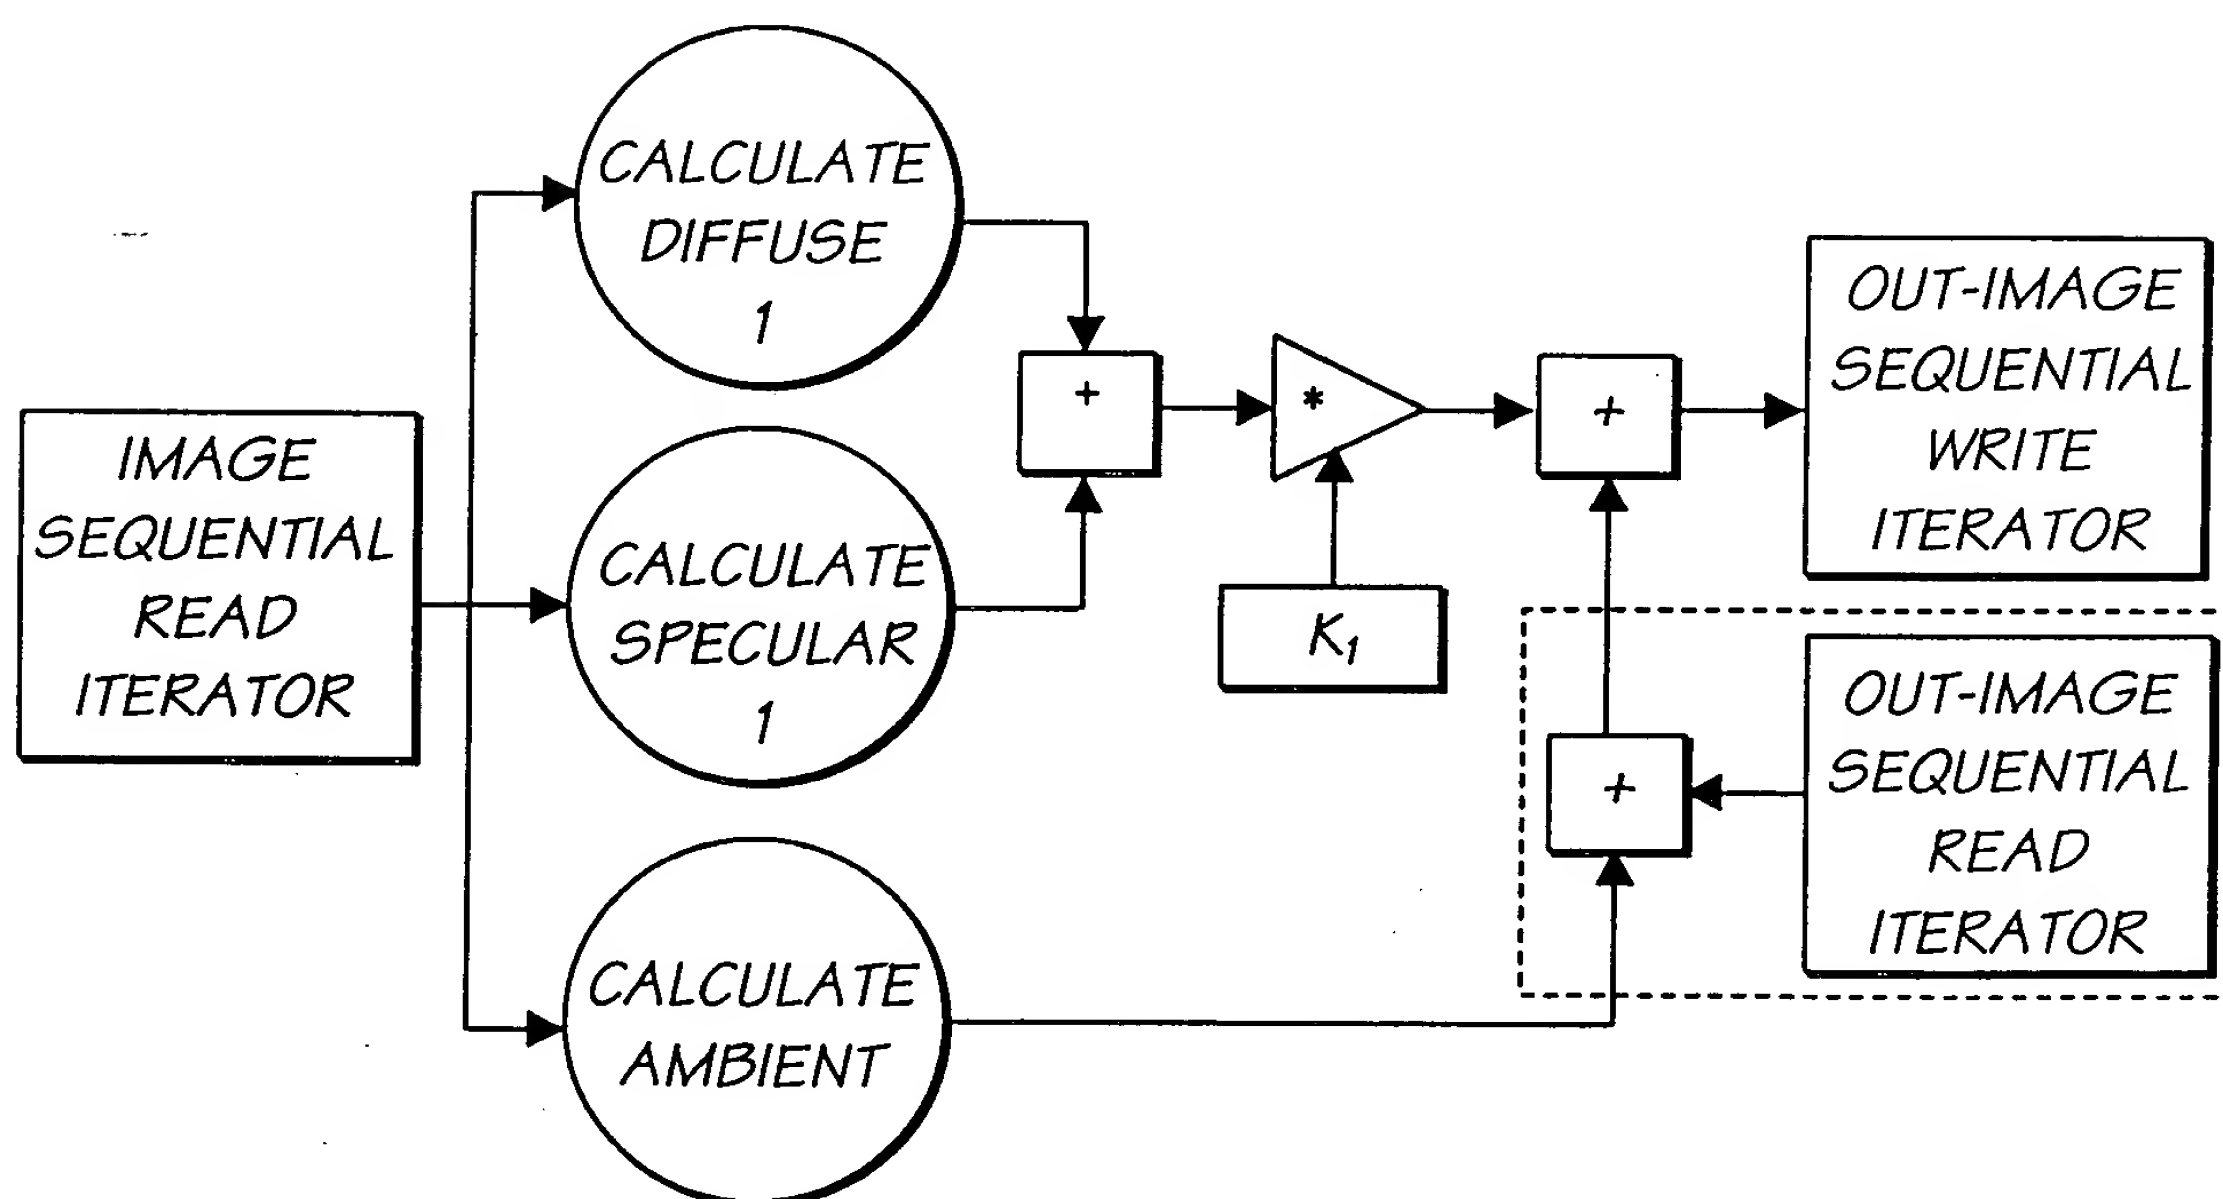 CALCULATE
DIFFUSE
1
IMAGE
SEQUENTIAL
READ
ITERATOR
CALCULATE
SPECULAR
1
CALCULATE
AMBIENT
+
*
K₁
+
OUT-IMAGE
SEQUENTIAL
WRITE
ITERATOR
+
OUT-IMAGE
SEQUENTIAL
READ
ITERATOR